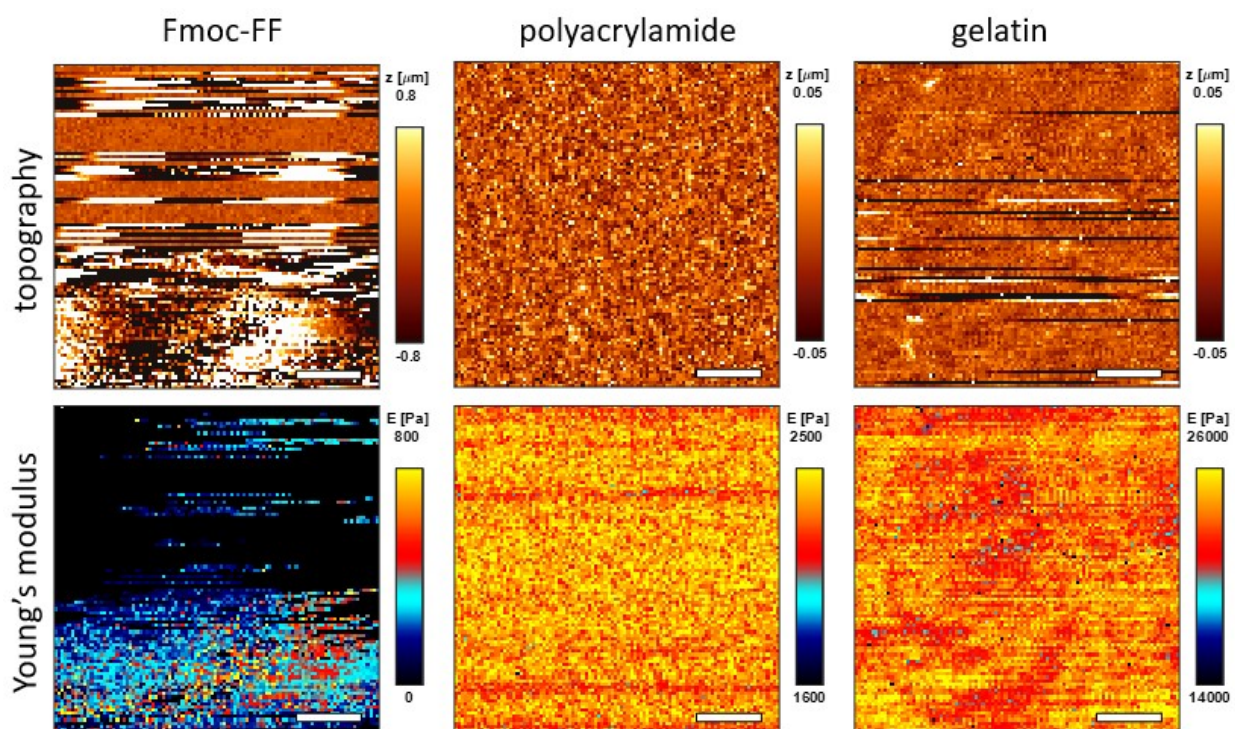 Fmoc-FF
polyacrylamide
gelatin
topography
z [μm]
0.8
-0.8
z [μm]
0.05
-0.05
z [μm]
0.05
-0.05
Young's modulus
E [Pa]
800
0
E [Pa]
2500
1600
E [Pa]
26000
14000